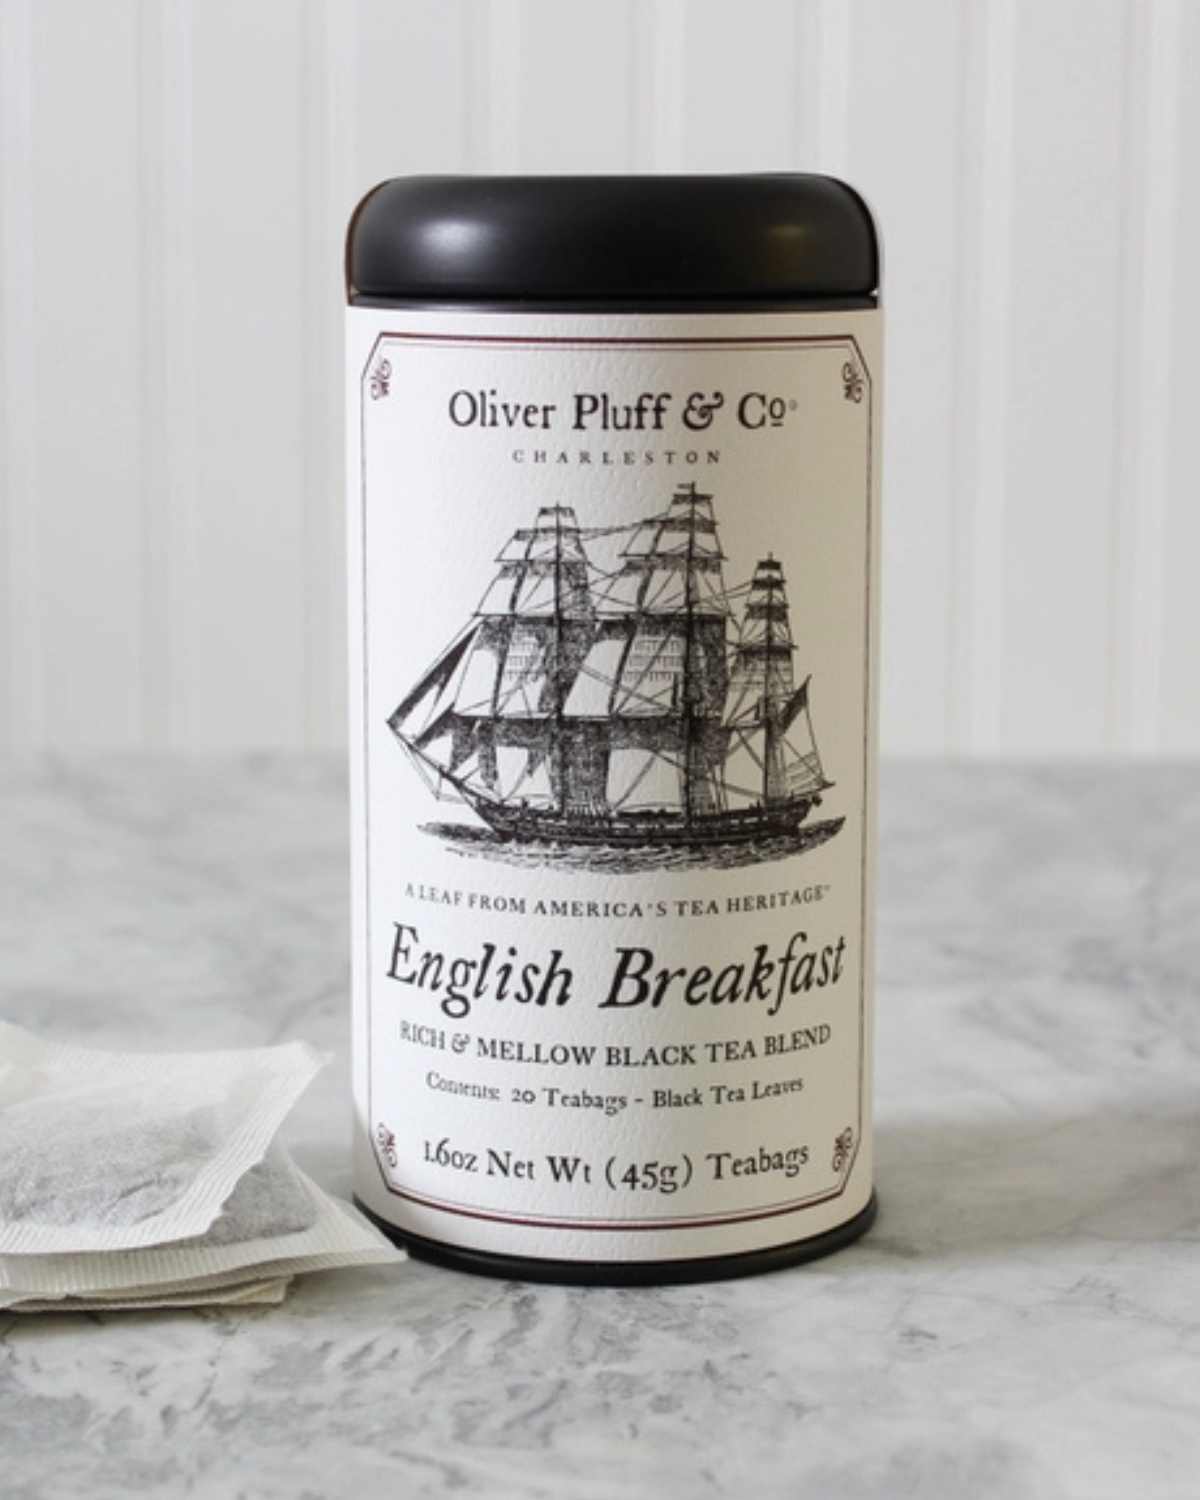 Oliver Pluff & Co®
CHARLESTON
A LEAF FROM AMERICA'S TEA HERITAGE®
English Breakfast
RICH & MELLOW BLACK TEA BLEND
Contents: 20 Teabags - Black Tea Leaves
1.6oz Net Wt (45g) Teabags